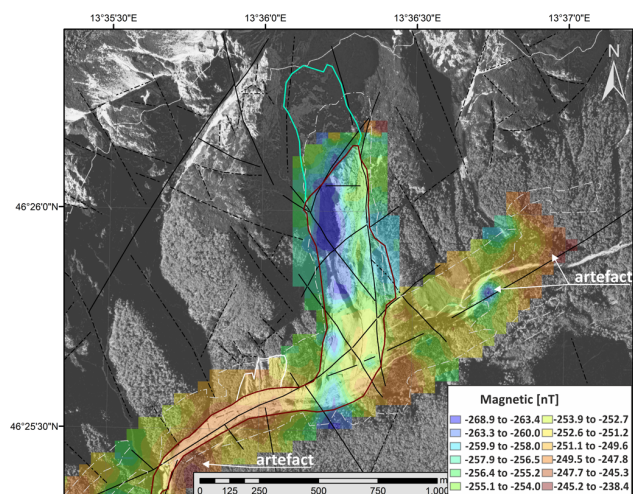 13°35'5.0"
13°36'0"
13°36'5.0"
13°37'0"
N
46°26'0"N
artefact
Magnetic [nT]
-268.9 to -263.4
-253.9 to -252.7
-263.3 to -260.0
-252.6 to -251.2
-259.9 to -258.0
-251.1 to -249.6
-257.9 to -256.5
-249.5 to -247.8
-256.4 to -255.2
-247.7 to -245.3
-255.1 to -254.0
-245.2 to -238.4
46°25'30"N
artefact
m
0 125 250 500 750 1.000